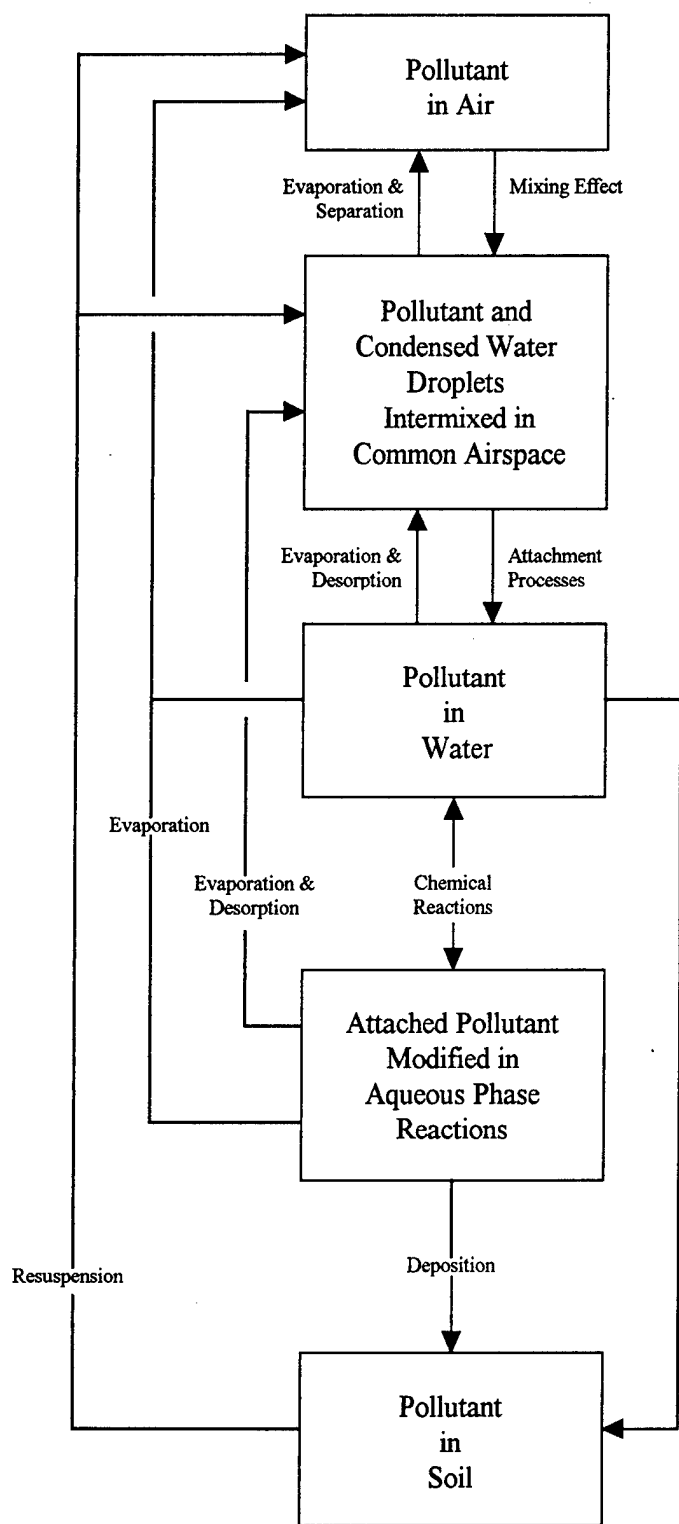 Pollutant
in Air
Evaporation &
Separation
Mixing Effect
Pollutant and
Condensed Water
Droplets
Intermixed in
Common Airspace
Evaporation &
Desorption
Attachment
Processes
Pollutant
in
Water
Evaporation
Evaporation &
Desorption
Chemical
Reactions
Attached Pollutant
Modified in
Aqueous Phase
Reactions
Resuspension
Deposition
Pollutant
in
Soil